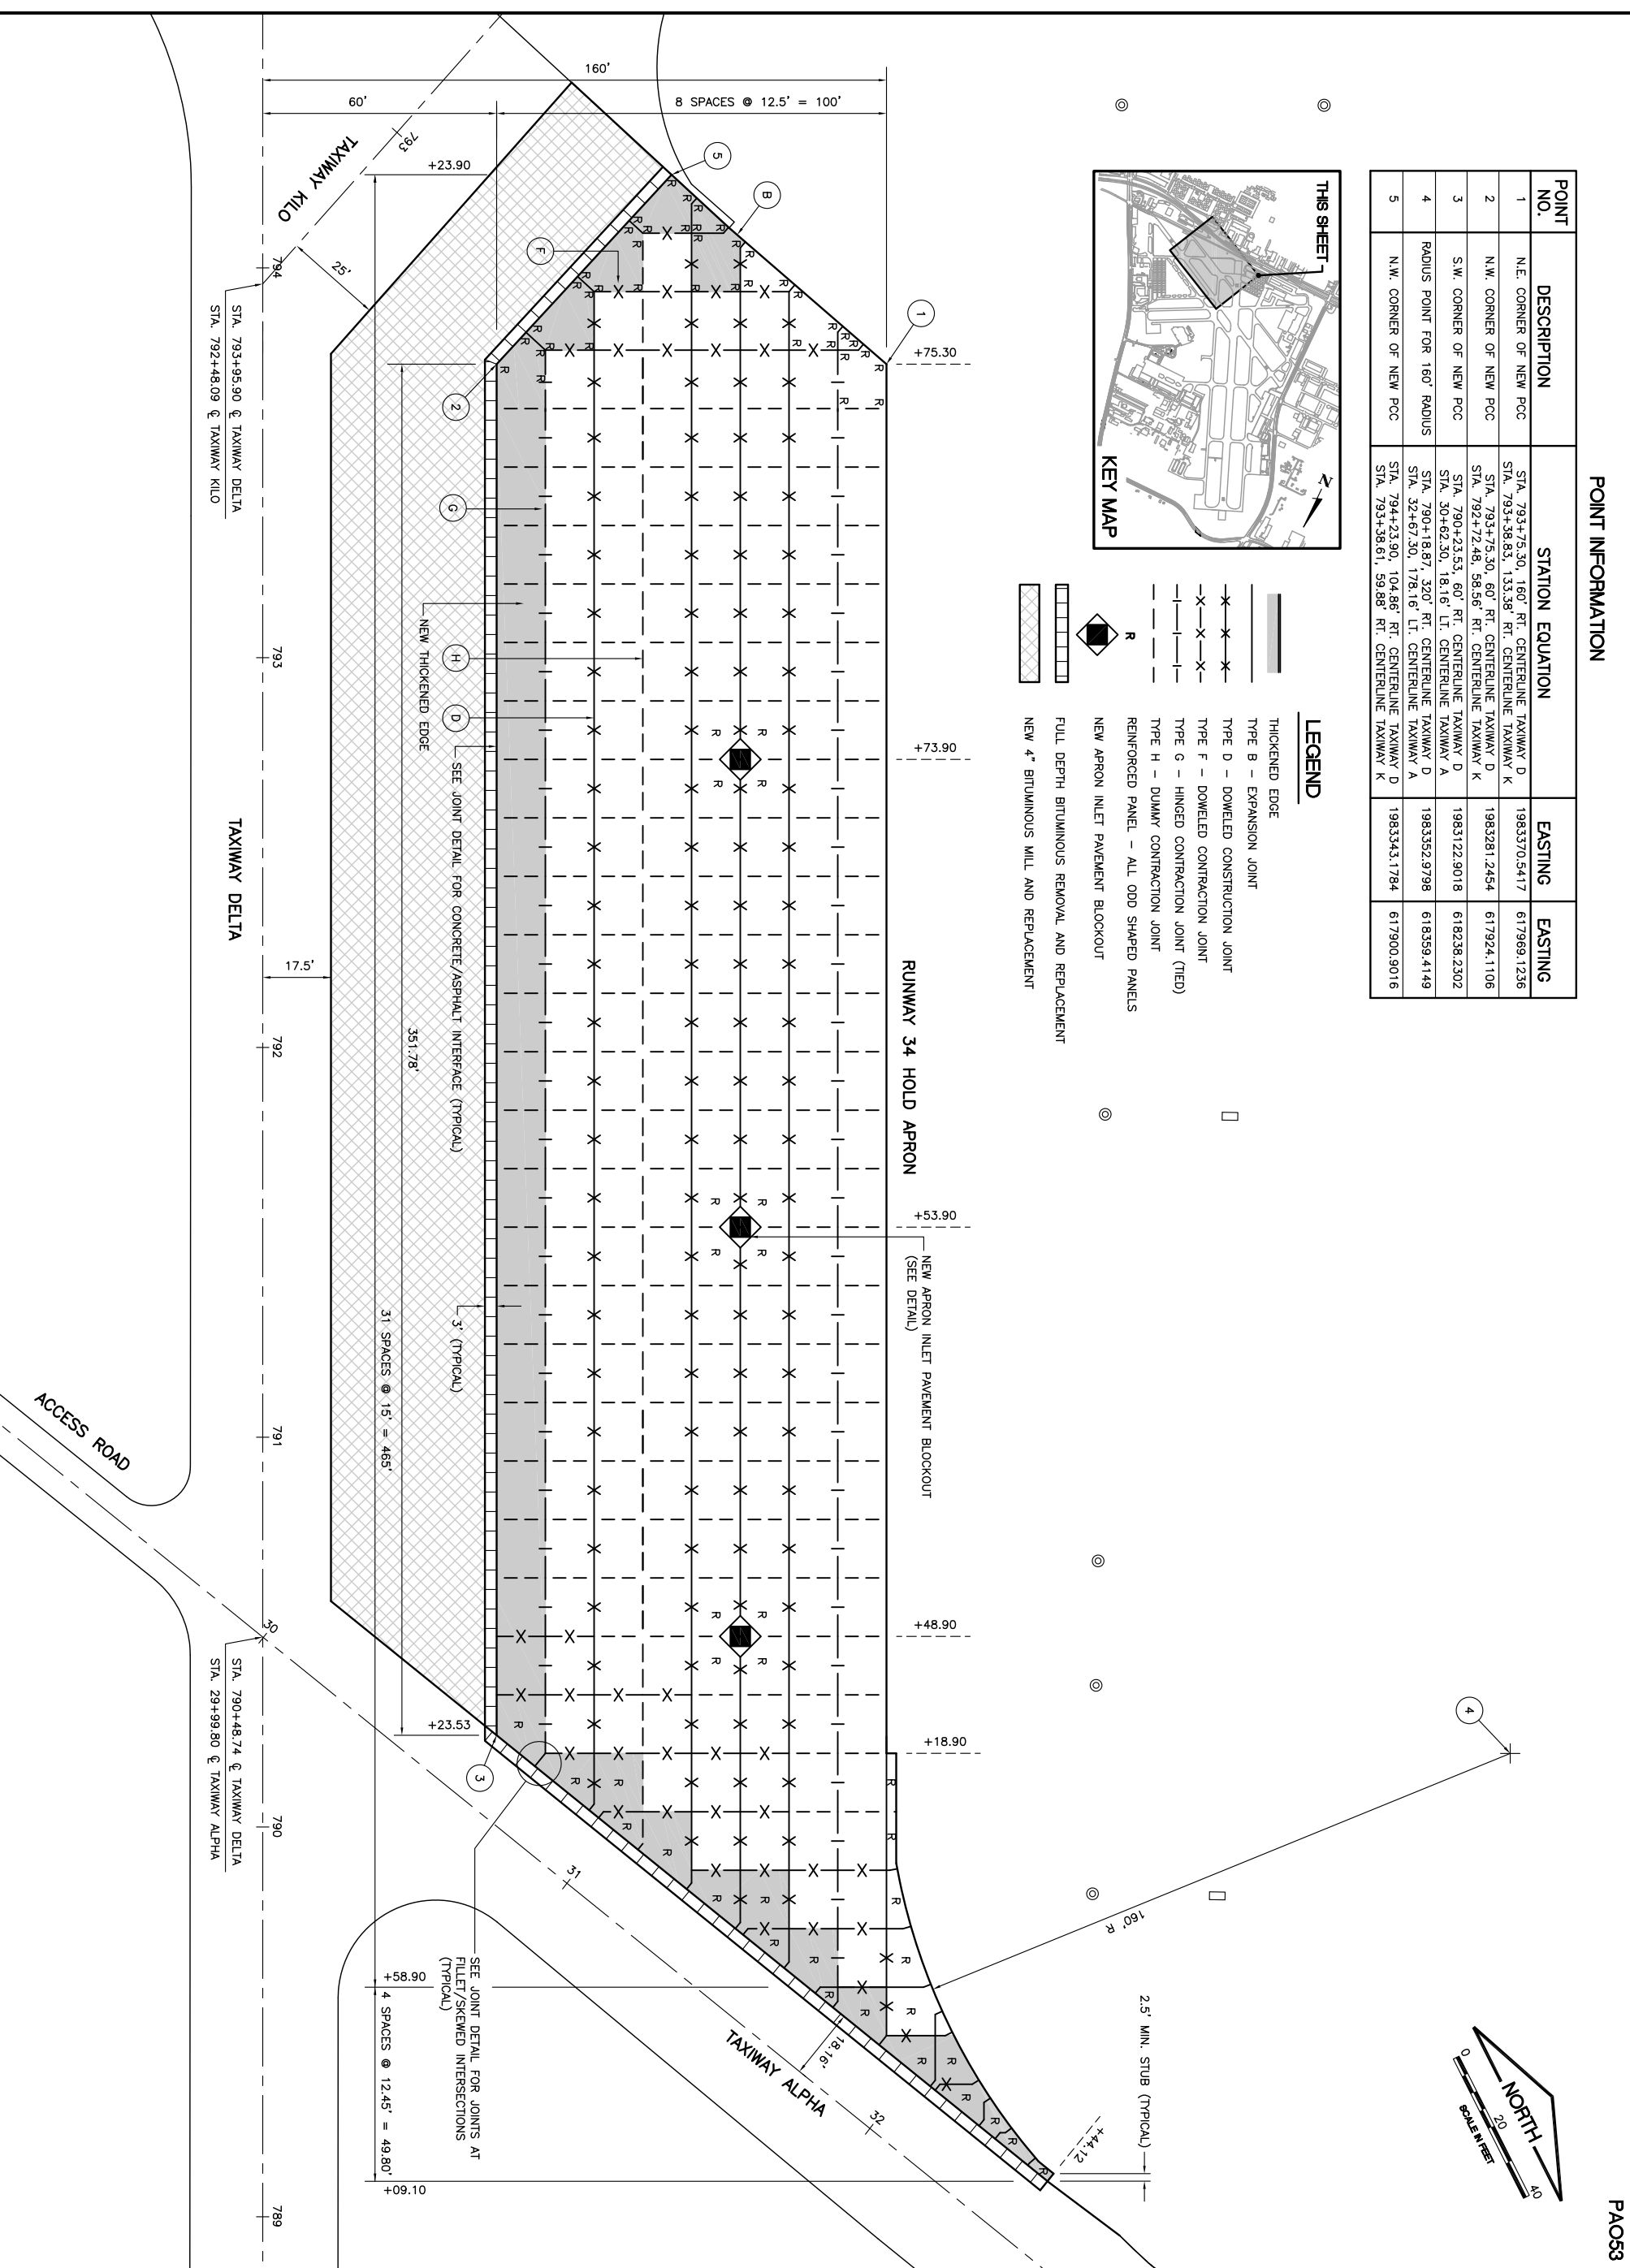 PAO53
POINT INFORMATION
POINT NO. DESCRIPTION STATION EQUATION EASTING EASTING
1 N.E. CORNER OF NEW PCC STA. 793+75.30, 160' RT. CENTERLINE TAXIWAY D 1983370.5417 617969.1236
STA. 793+38.83, 133.38' RT. CENTERLINE TAXIWAY K
2 N.W. CORNER OF NEW PCC STA. 793+75.30, 60' RT. CENTERLINE TAXIWAY D 1983281.2454 617924.1106
STA. 792+72.48, 58.56' RT. CENTERLINE TAXIWAY K
3 S.W. CORNER OF NEW PCC STA. 790+23.53, 60' RT. CENTERLINE TAXIWAY D 1983122.9018 618238.2302
STA. 30+62.30, 18.16' LT. CENTERLINE TAXIWAY A
4 RADIUS POINT FOR 160' RADIUS STA. 790+18.87, 320' RT. CENTERLINE TAXIWAY D 1983352.9798 618359.4149
STA. 32+67.30, 178.16' LT. CENTERLINE TAXIWAY A
5 N.W. CORNER OF NEW PCC STA. 794+23.90, 104.86' RT. CENTERLINE TAXIWAY D 1983343.1784 617900.9016
STA. 793+38.61, 59.88' RT. CENTERLINE TAXIWAY K
THIS SHEET
N
KEY MAP
LEGEND
THICKENED EDGE
TYPE B – EXPANSION JOINT
TYPE D – DOWELED CONSTRUCTION JOINT
TYPE F – DOWELED CONTRACTION JOINT
TYPE G – HINGED CONTRACTION JOINT (TIED)
TYPE H – DUMMY CONTRACTION JOINT
R REINFORCED PANEL – ALL ODD SHAPED PANELS
NEW APRON INLET PAVEMENT BLOCKOUT
FULL DEPTH BITUMINOUS REMOVAL AND REPLACEMENT
NEW 4" BITUMINOUS MILL AND REPLACEMENT
NORTH
0 20 40
SCALE IN FEET
4
160' R
2.5' MIN. STUB (TYPICAL)
+44.12
1
+75.30
+73.90
+53.90
+48.90
+18.90
RUNWAY 34 HOLD APRON
NEW APRON INLET PAVEMENT BLOCKOUT
(SEE DETAIL)
160'
8 SPACES @ 12.5' = 100'
60'
5
B
F
2
G
H
D
3
+23.90
+23.53
3' (TYPICAL)
SEE JOINT DETAIL FOR CONCRETE/ASPHALT INTERFACE (TYPICAL)
NEW THICKENED EDGE
351.78'
31 SPACES @ 15' = 465'
+58.90
4 SPACES @ 12.45' = 49.80'
+09.10
SEE JOINT DETAIL FOR JOINTS AT
FILLET/SKEWED INTERSECTIONS
(TYPICAL)
18.16'
TAXIWAY ALPHA
30
31
32
793
TAXIWAY KILO
25'
17.5'
794
793
792
791
790
789
STA. 793+95.90 ℄ TAXIWAY DELTA
STA. 792+48.09 ℄ TAXIWAY KILO
TAXIWAY DELTA
STA. 790+48.74 ℄ TAXIWAY DELTA
STA. 29+99.80 ℄ TAXIWAY ALPHA
ACCESS ROAD